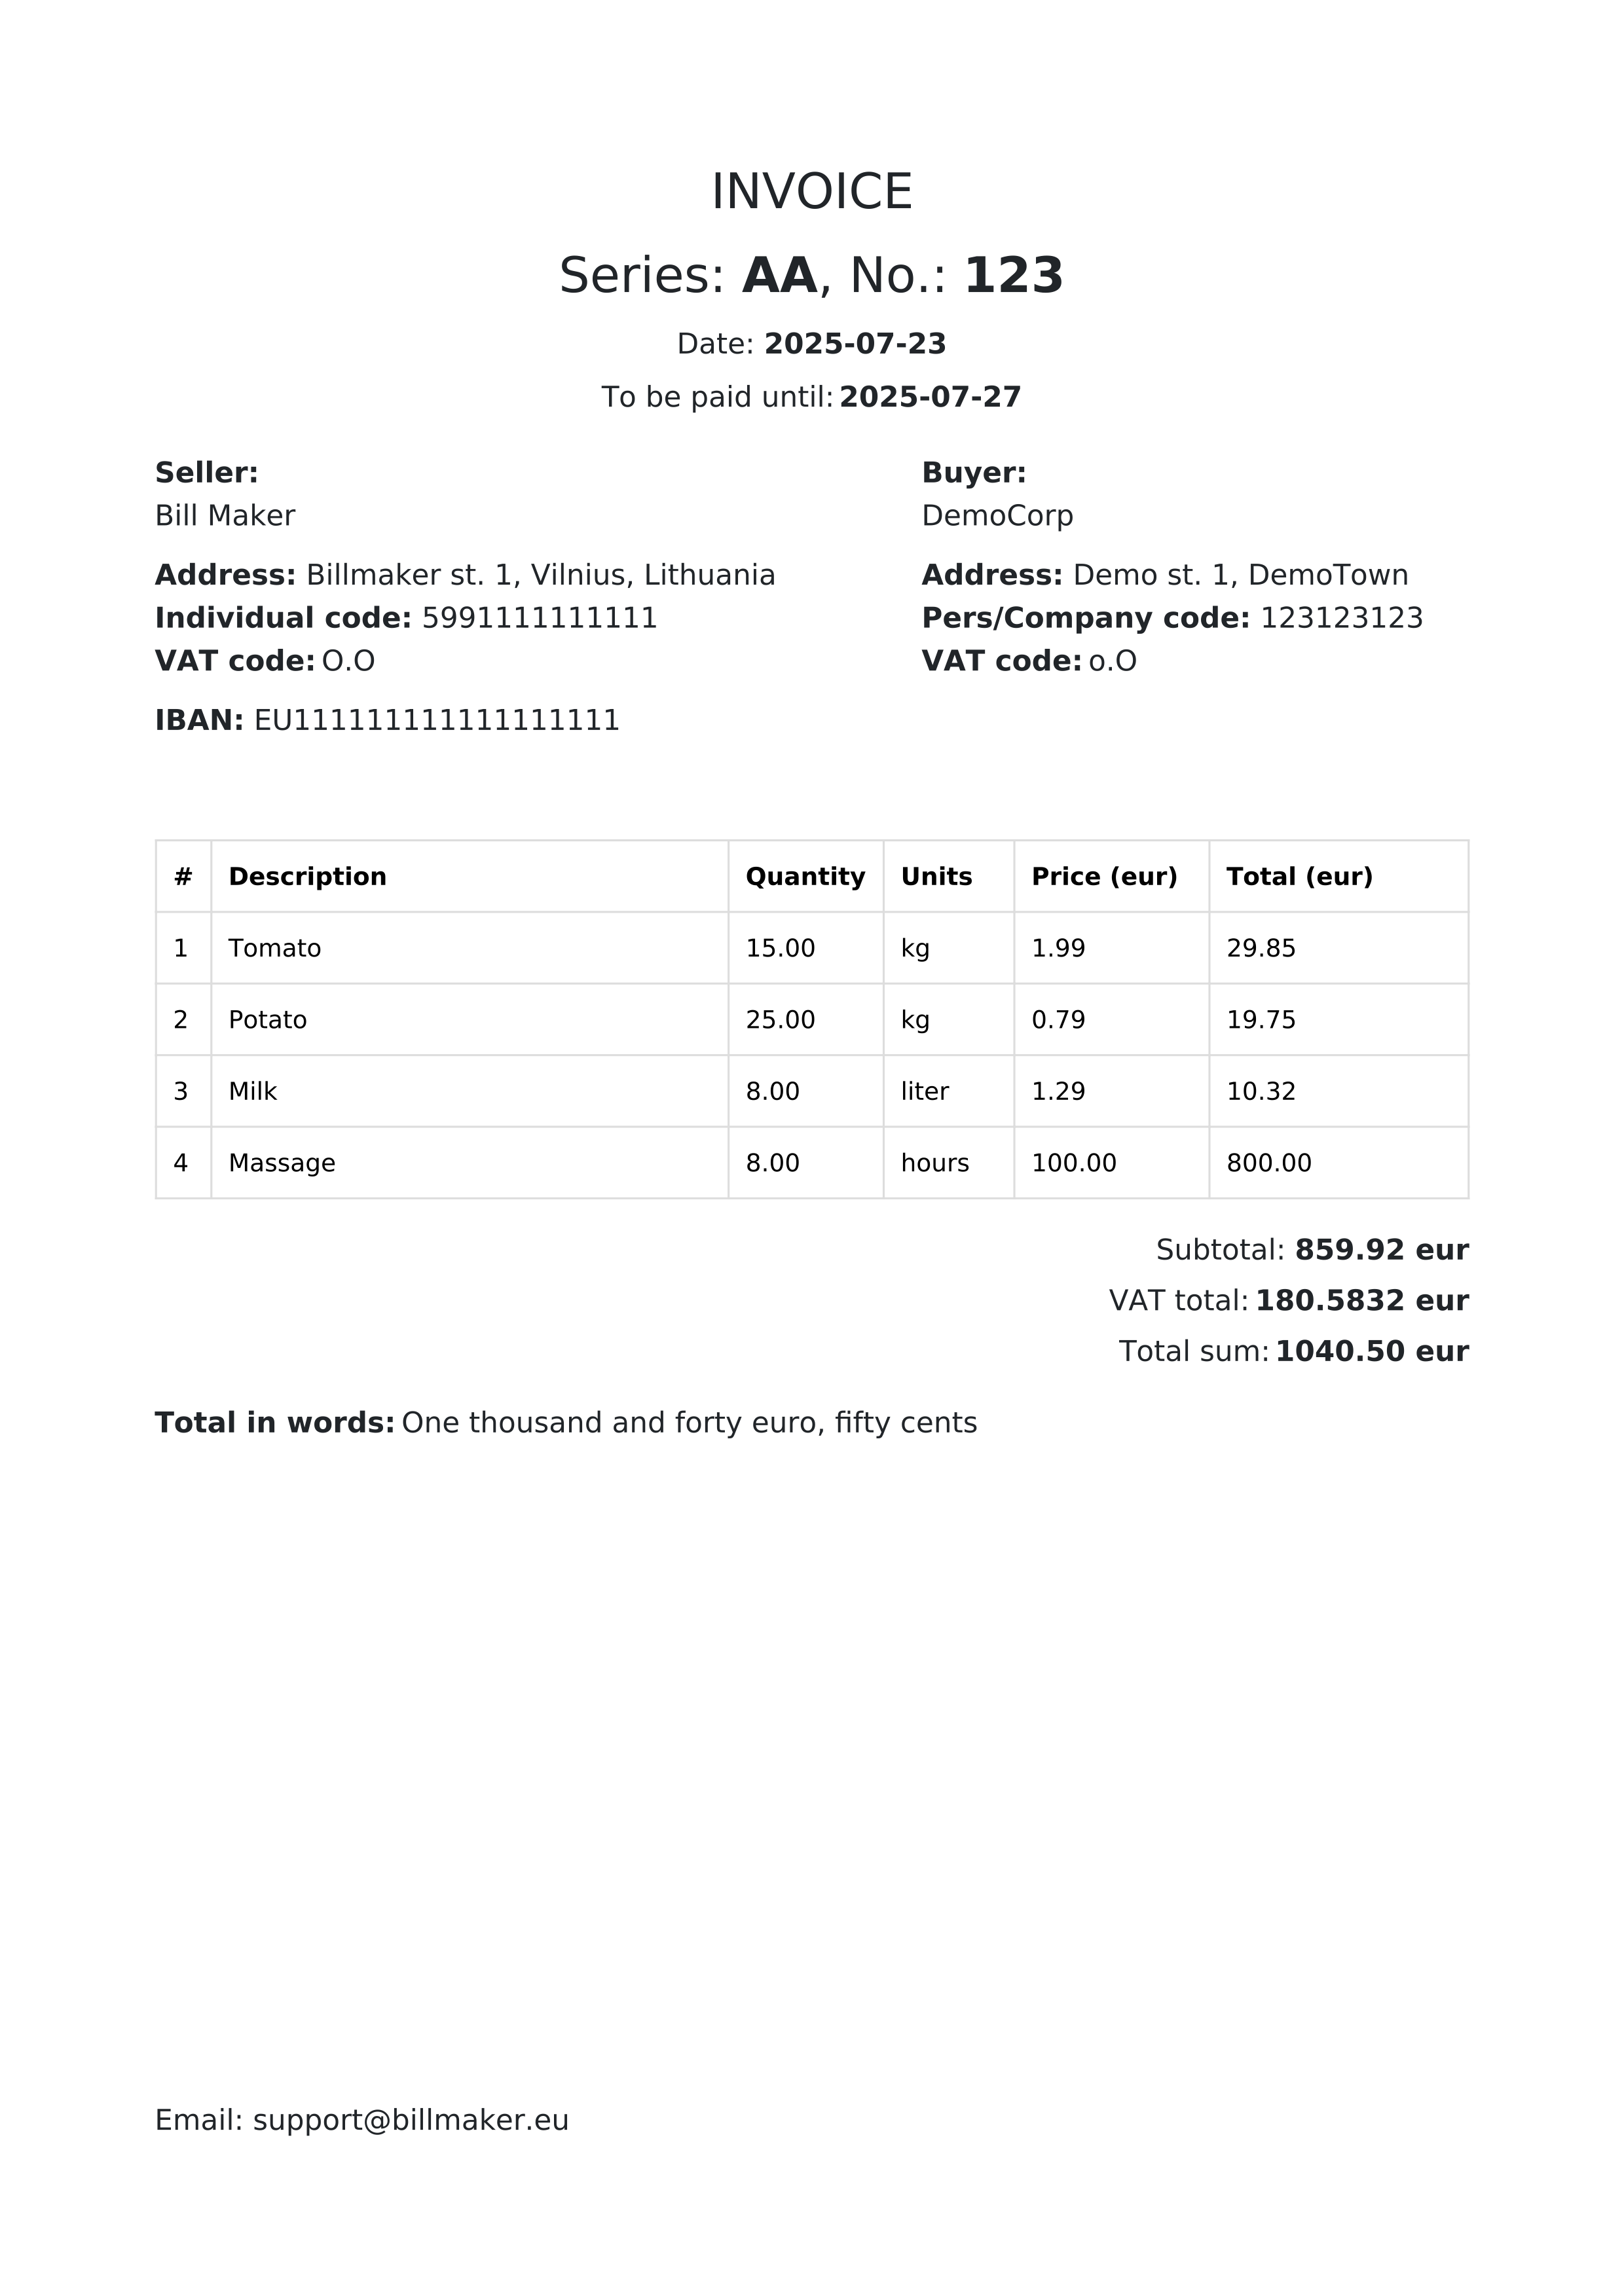 INVOICE
Series: AA, No.: 123
Date: 2025-07-23
To be paid until: 2025-07-27
Seller:
Bill Maker
Address: Billmaker st. 1, Vilnius, Lithuania
Individual code: 5991111111111
VAT code: O.O
IBAN: EU111111111111111111
Buyer:
DemoCorp
Address: Demo st. 1, DemoTown
Pers/Company code: 123123123
VAT code: o.O
# Description Quantity Units Price (eur) Total (eur)
1 Tomato 15.00 kg 1.99 29.85
2 Potato 25.00 kg 0.79 19.75
3 Milk 8.00 liter 1.29 10.32
4 Massage 8.00 hours 100.00 800.00
Subtotal: 859.92 eur
VAT total: 180.5832 eur
Total sum: 1040.50 eur
Total in words: One thousand and forty euro, fifty cents
Email: support@billmaker.eu